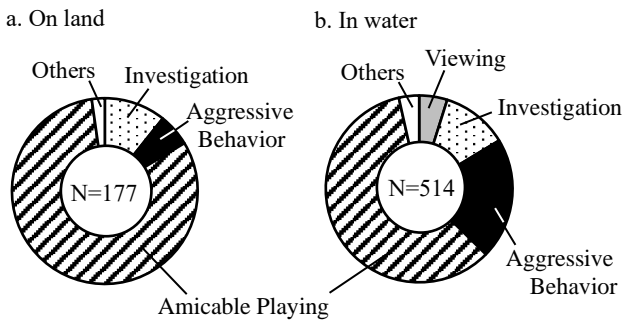 a. On land
Others
Investigation
Aggressive
Behavior
N=177
b. In water
Viewing
Others
Investigation
N=514
Aggressive
Behavior
Amicable Playing